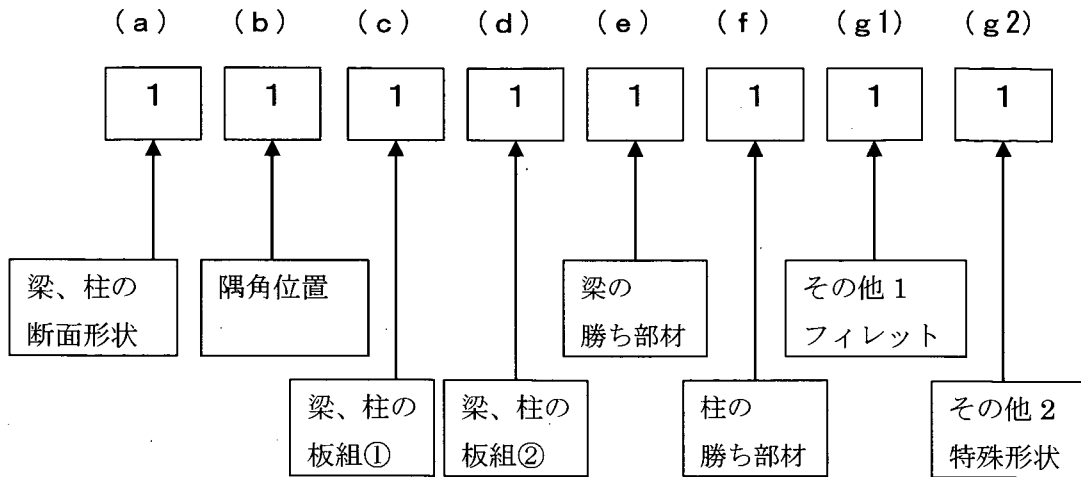 (a) (b) (c) (d) (e) (f) (g1) (g2)
1 1 1 1 1 1 1 1
梁、柱の
断面形状
隅角位置
梁の
勝ち部材
その他1
フィレット
梁、柱の
板組①
梁、柱の
板組②
柱の
勝ち部材
その他2
特殊形状